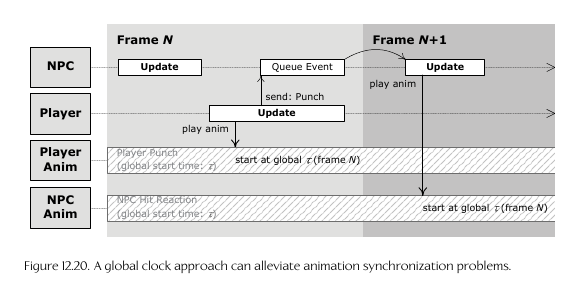 Frame N
Frame N+1
NPC
Update
Queue Event
Update
play anim
send: Punch
Player
Update
play anim
Player
Anim
Player Punch
(global start time: τ)
start at global τ (frame N)
NPC
Anim
NPC Hit Reaction
(global start time: τ)
start at global τ (frame N)
Figure 12.20. A global clock approach can alleviate animation synchronization problems.